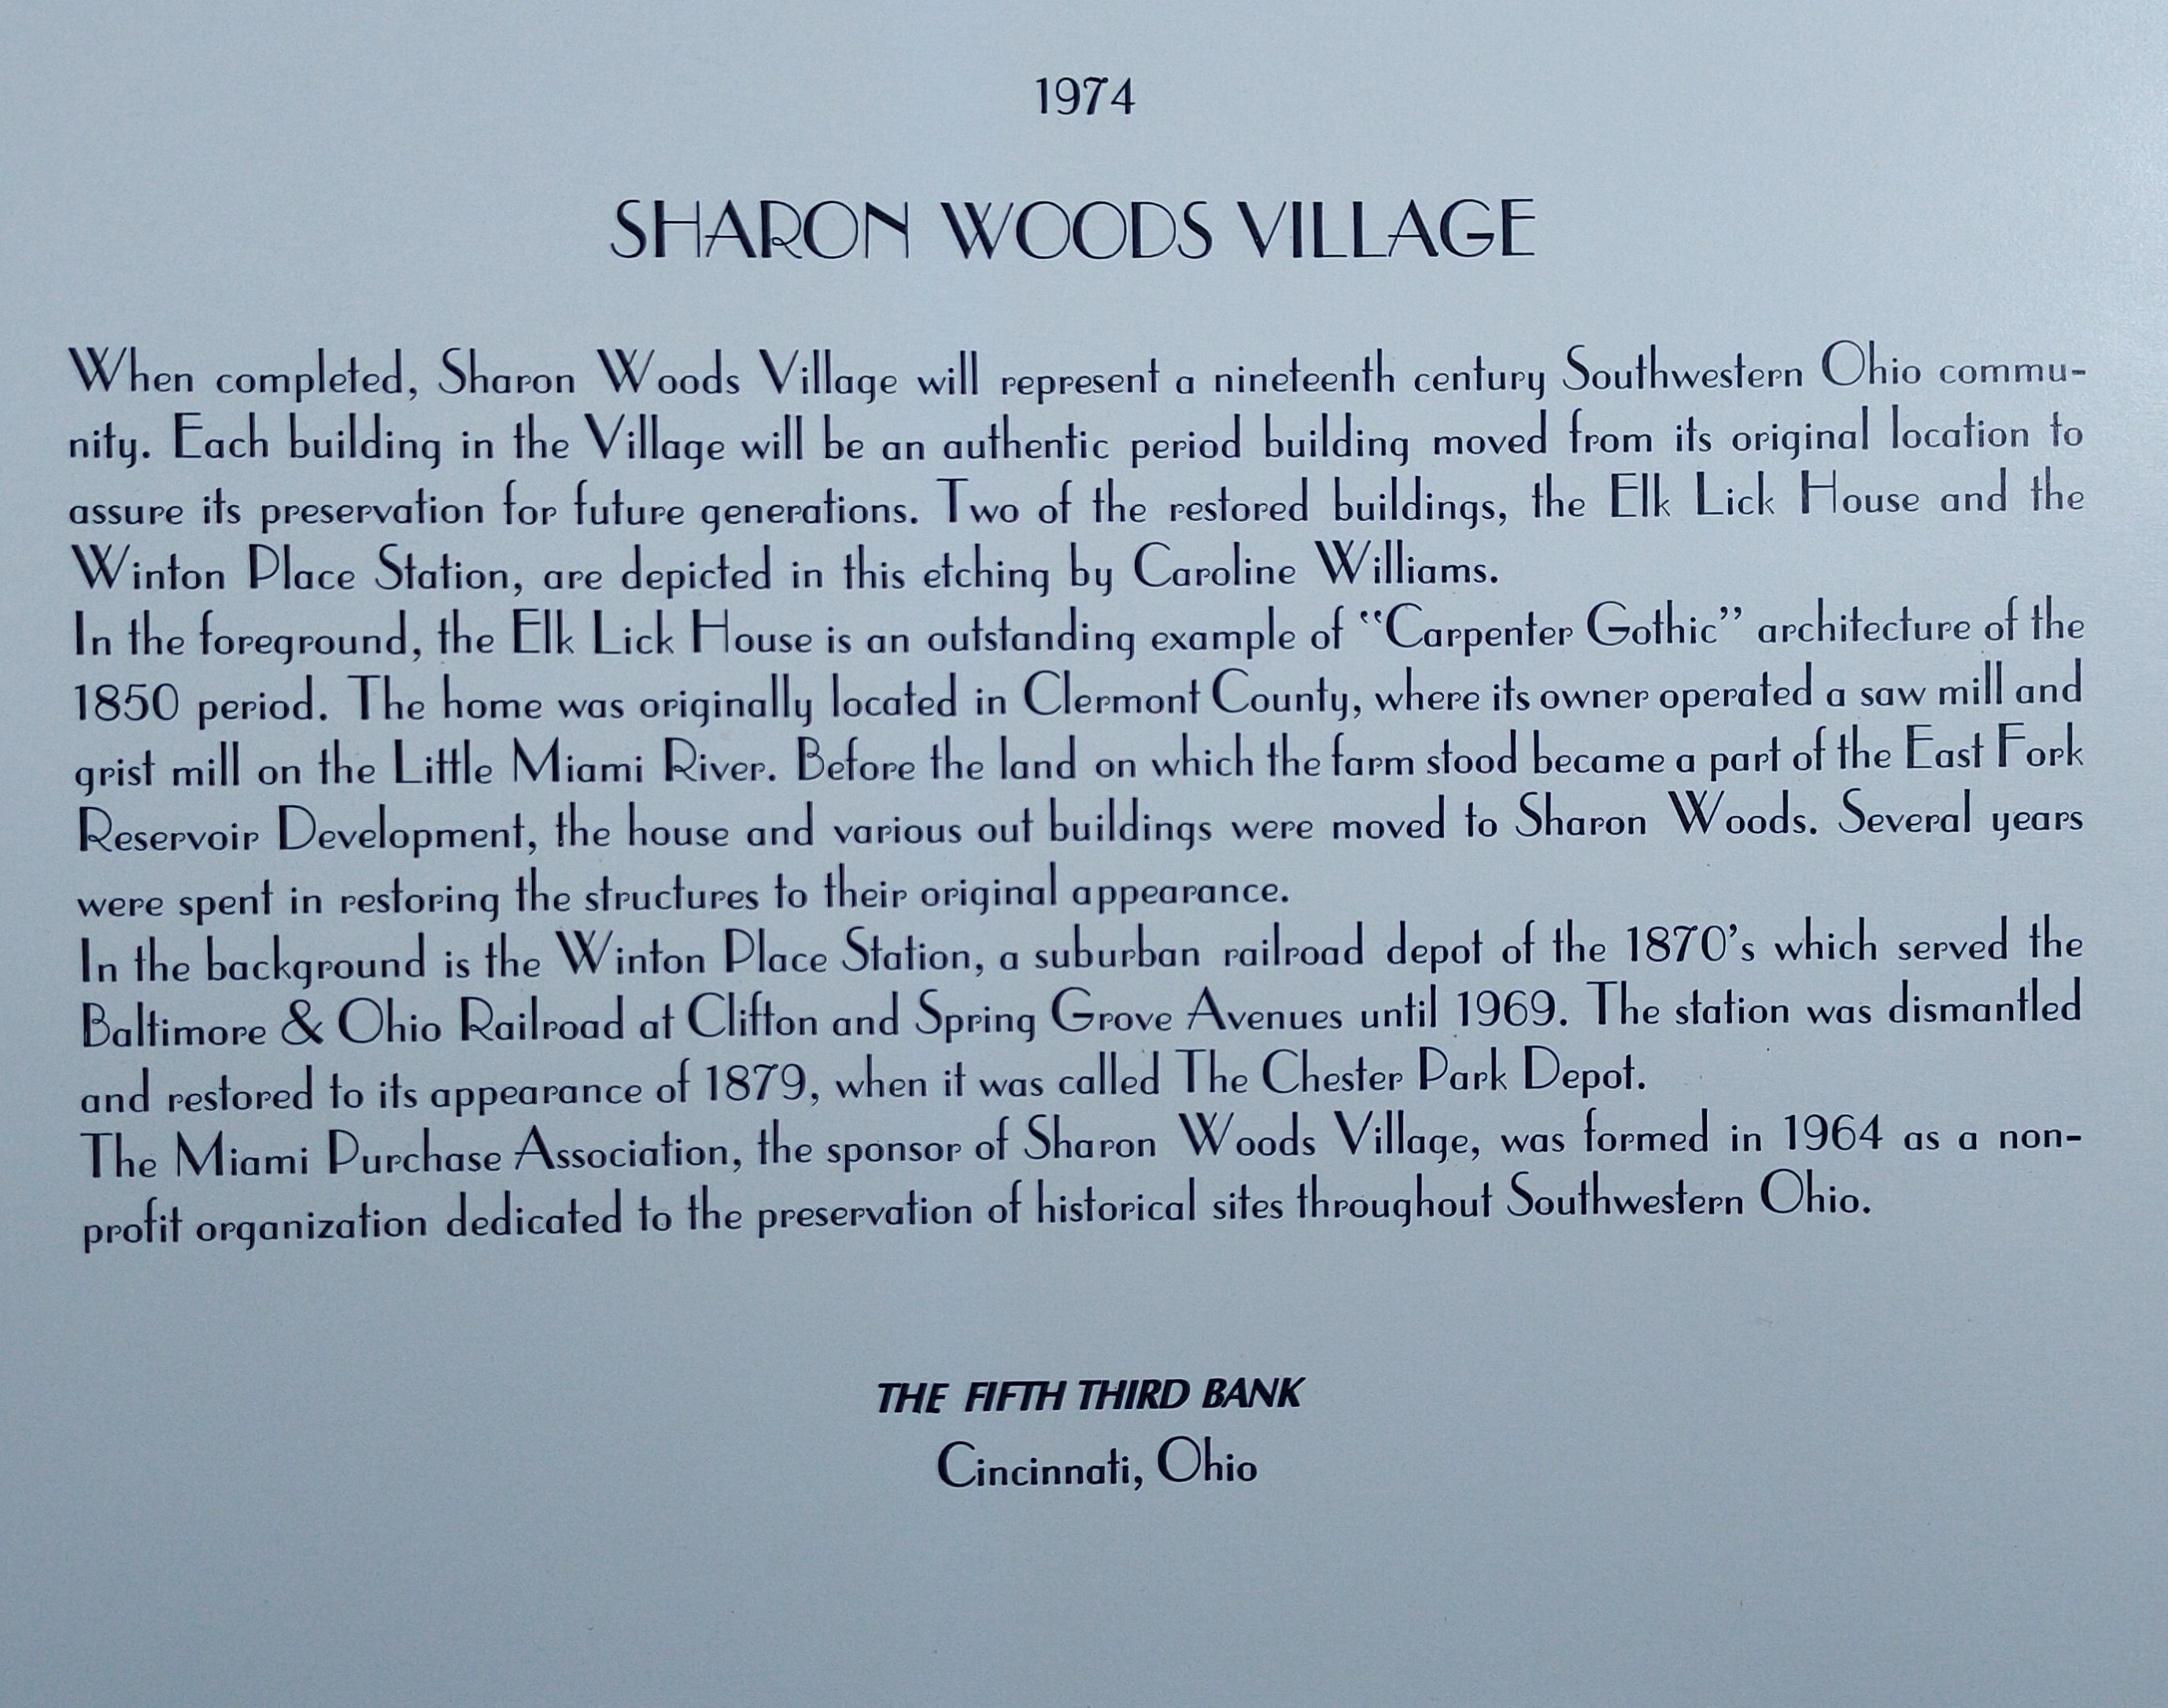 1974
SHARON WOODS VILLAGE
When completed, Sharon Woods Village will represent a nineteenth century Southwestern Ohio commu-
nity. Each building in the Village will be an authentic period building moved from its original location to
assure its preservation for future generations. Two of the restored buildings, the Elk Lick House and the
Winton Place Station, are depicted in this etching by Caroline Williams.
In the foreground, the Elk Lick House is an outstanding example of “Carpenter Gothic” architecture of the
1850 period. The home was originally located in Clermont County, where its owner operated a saw mill and
grist mill on the Little Miami River. Before the land on which the farm stood became a part of the East Fork
Reservoir Development, the house and various out buildings were moved to Sharon Woods. Several years
were spent in restoring the structures to their original appearance.
In the background is the Winton Place Station, a suburban railroad depot of the 1870’s which served the
Baltimore & Ohio Railroad at Clifton and Spring Grove Avenues until 1969. The station was dismantled
and restored to its appearance of 1879, when it was called The Chester Park Depot.
The Miami Purchase Association, the sponsor of Sharon Woods Village, was formed in 1964 as a non-
profit organization dedicated to the preservation of historical sites throughout Southwestern Ohio.
THE FIFTH THIRD BANK
Cincinnati, Ohio